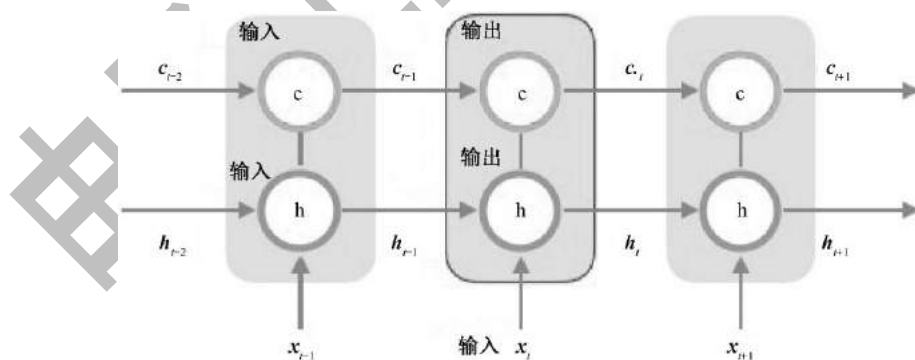 输入 输出
c_{t-2} c_{t-1} c._t c_{t+1}
c c c
输入 输出
h h h
h_{t-2} h_{t-1} h_t h_{t+1}
x_{t-1} 输入 x_t x_{t+1}